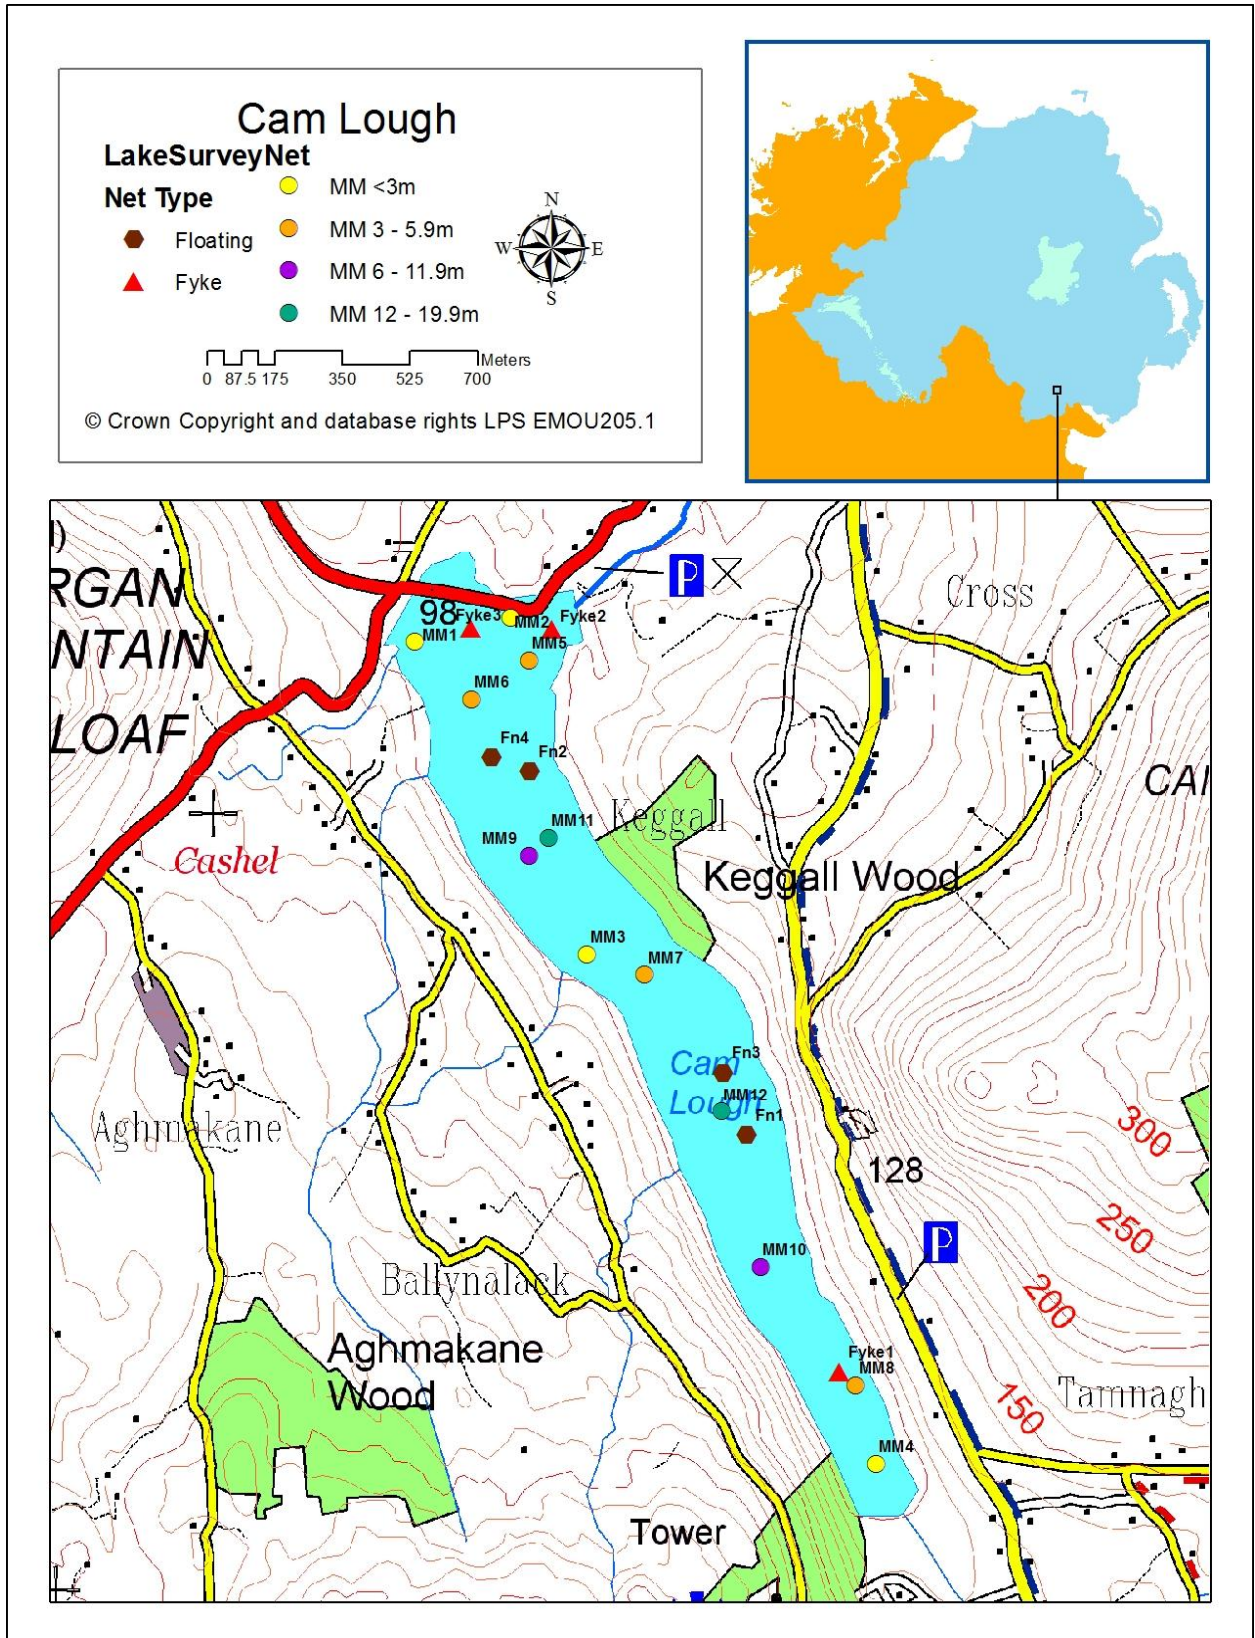 Cam Lough
LakeSurveyNet
Net Type
Floating
Fyke
MM <3m
MM 3 - 5.9m
MM 6 - 11.9m
MM 12 - 19.9m
N
W E
S
0 87.5 175 350 525 700 Meters
© Crown Copyright and database rights LPS EMOU205.1
)
RGAN
NTAIN
LOAF
98
Fyke3
MM2
Fyke2
MM1
MM5
MM6
P
Cross
Fn4
Fn2
CAI
MM11
MM9
Keggall
Cashel
Keggall Wood
MM3
MM7
Cam
Lough
Fn3
MM12
Fn1
Aghmakane
128
300
250
200
150
P
MM10
Ballynalack
Aghmakane
Wood
Fyke1
MM8
Tamnagh
MM4
Tower